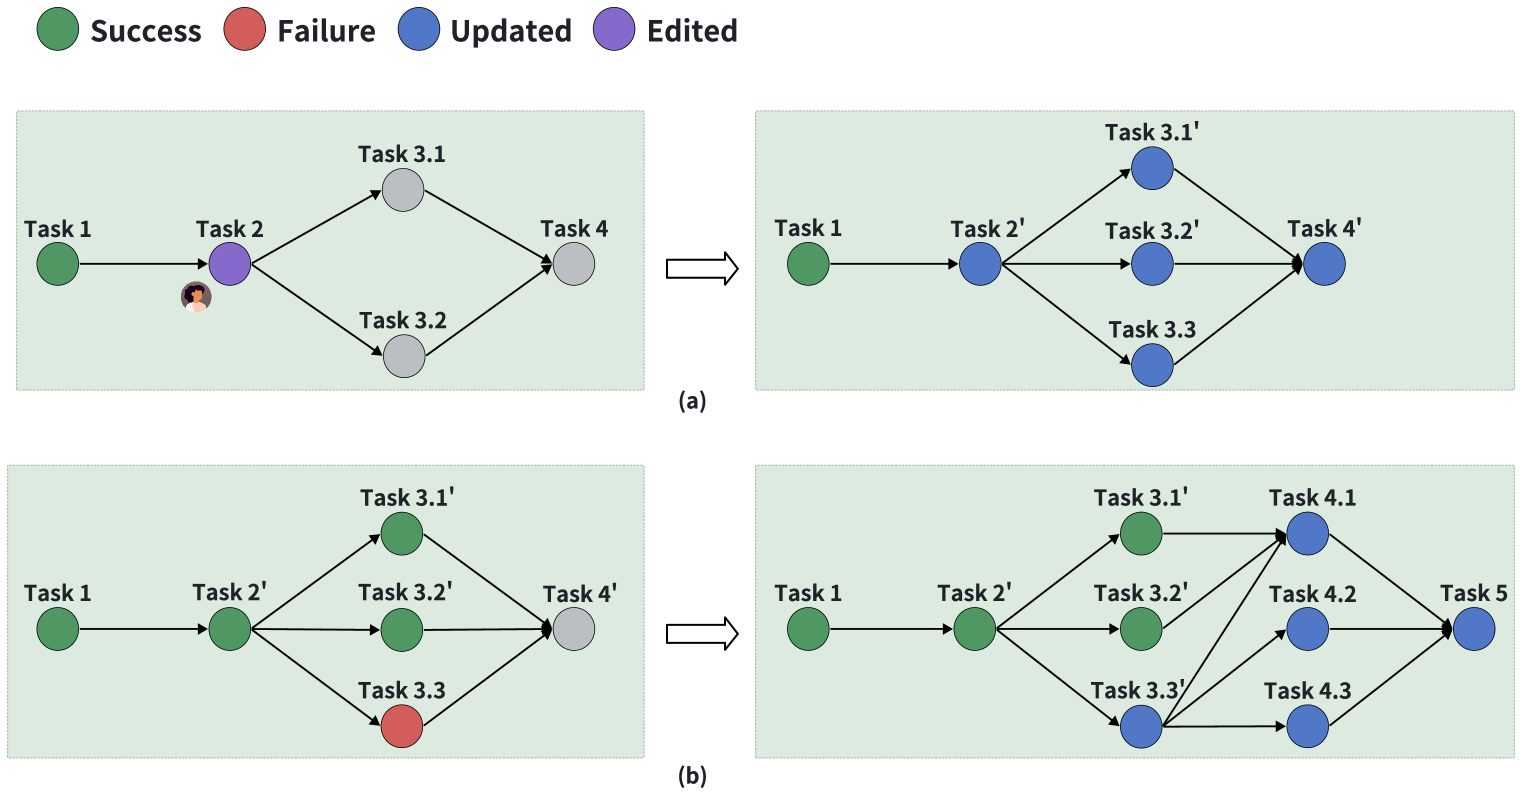 Success Failure Updated Edited
Task 3.1
Task 1 Task 2 Task 4
Task 3.2
Task 3.1'
Task 1 Task 2' Task 3.2' Task 4'
Task 3.3
(a)
Task 3.1'
Task 1 Task 2' Task 3.2' Task 4'
Task 3.3
Task 3.1' Task 4.1
Task 1 Task 2' Task 3.2' Task 4.2 Task 5
Task 3.3' Task 4.3
(b)